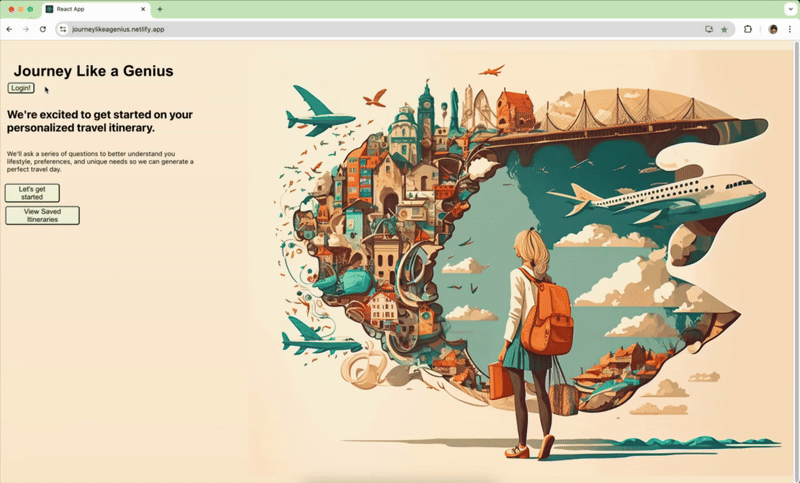 React App
journeylikeagenius.netlify.app
Journey Like a Genius
Login!
We're excited to get started on your
personalized travel itinerary.
We'll ask a series of questions to better understand you
lifestyle, preferences, and unique needs so we can generate a
perfect travel day.
Let's get
started
View Saved
Itineraries